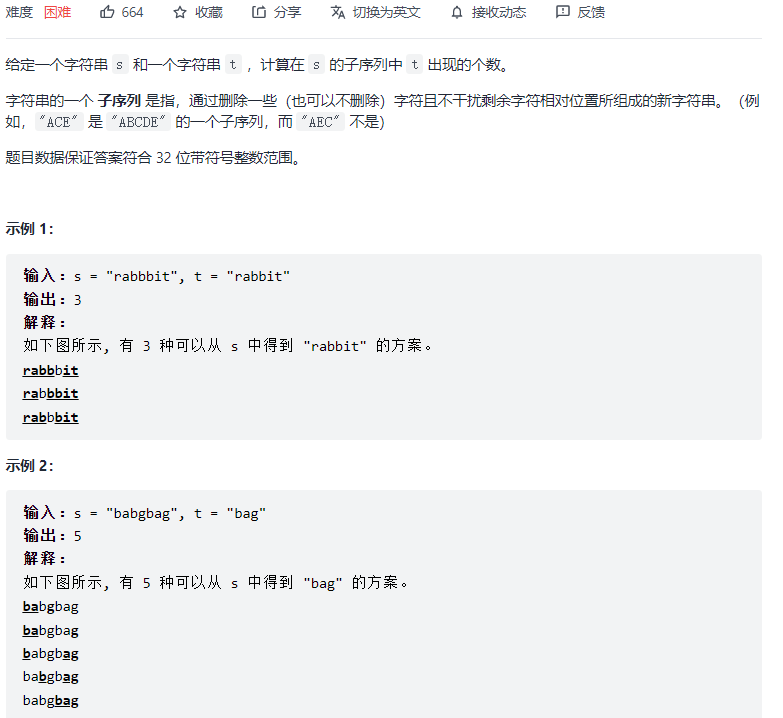 难度 困难 664 收藏 分享 切换为英文 接收动态 反馈
给定一个字符串 s 和一个字符串 t ，计算在 s 的子序列中 t 出现的个数。
字符串的一个 子序列 是指，通过删除一些（也可以不删除）字符且不干扰剩余字符相对位置所组成的新字符串。（例
如，"ACE" 是 "ABCDE" 的一个子序列，而 "AEC" 不是）
题目数据保证答案符合 32 位带符号整数范围。
示例 1：
输入：s = "rabbbit", t = "rabbit"
输出：3
解释：
如下图所示, 有 3 种可以从 s 中得到 "rabbit" 的方案。
rabbbit
rabbbit
rabbbit
示例 2：
输入：s = "babgbag", t = "bag"
输出：5
解释：
如下图所示, 有 5 种可以从 s 中得到 "bag" 的方案。
babgbag
babgbag
babgbag
babgbag
babgbag